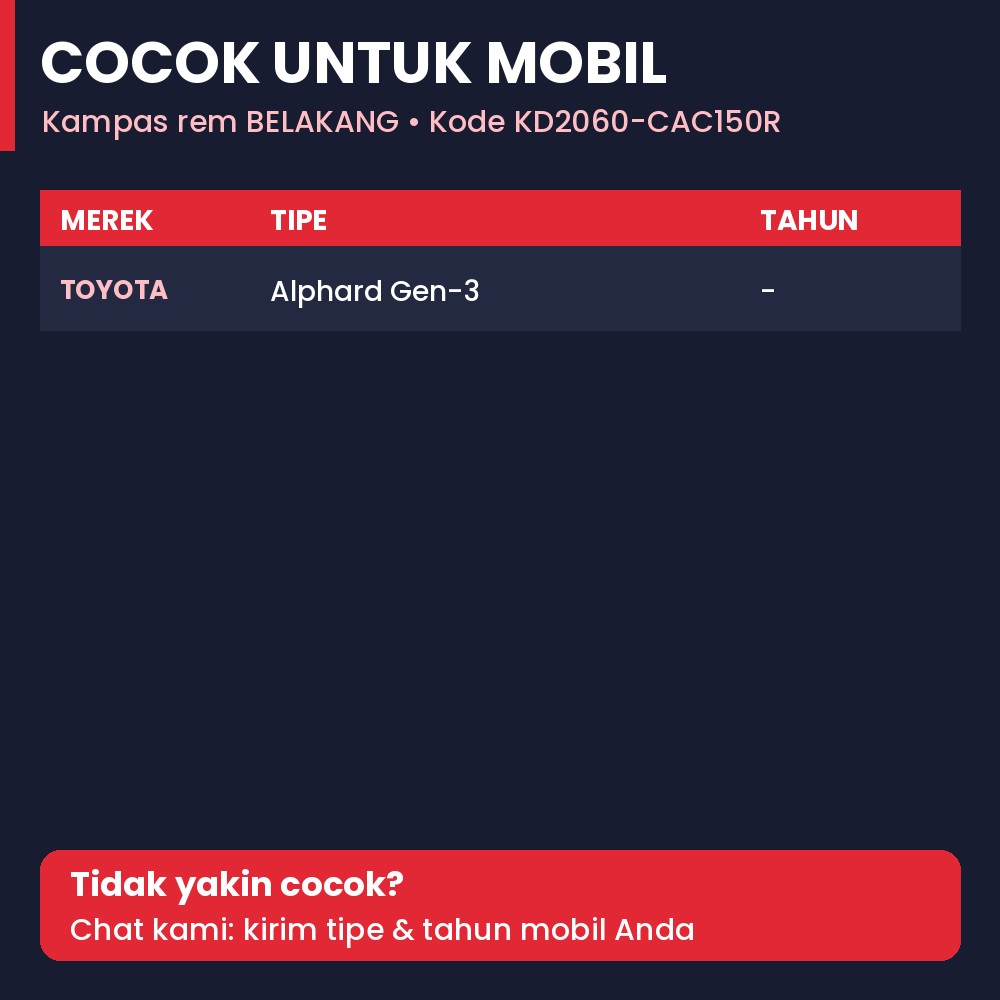 COCOK UNTUK MOBIL
Kampas rem BELAKANG • Kode KD2060-CAC150R
MEREK TIPE TAHUN
TOYOTA Alphard Gen-3 -
Tidak yakin cocok?
Chat kami: kirim tipe & tahun mobil Anda